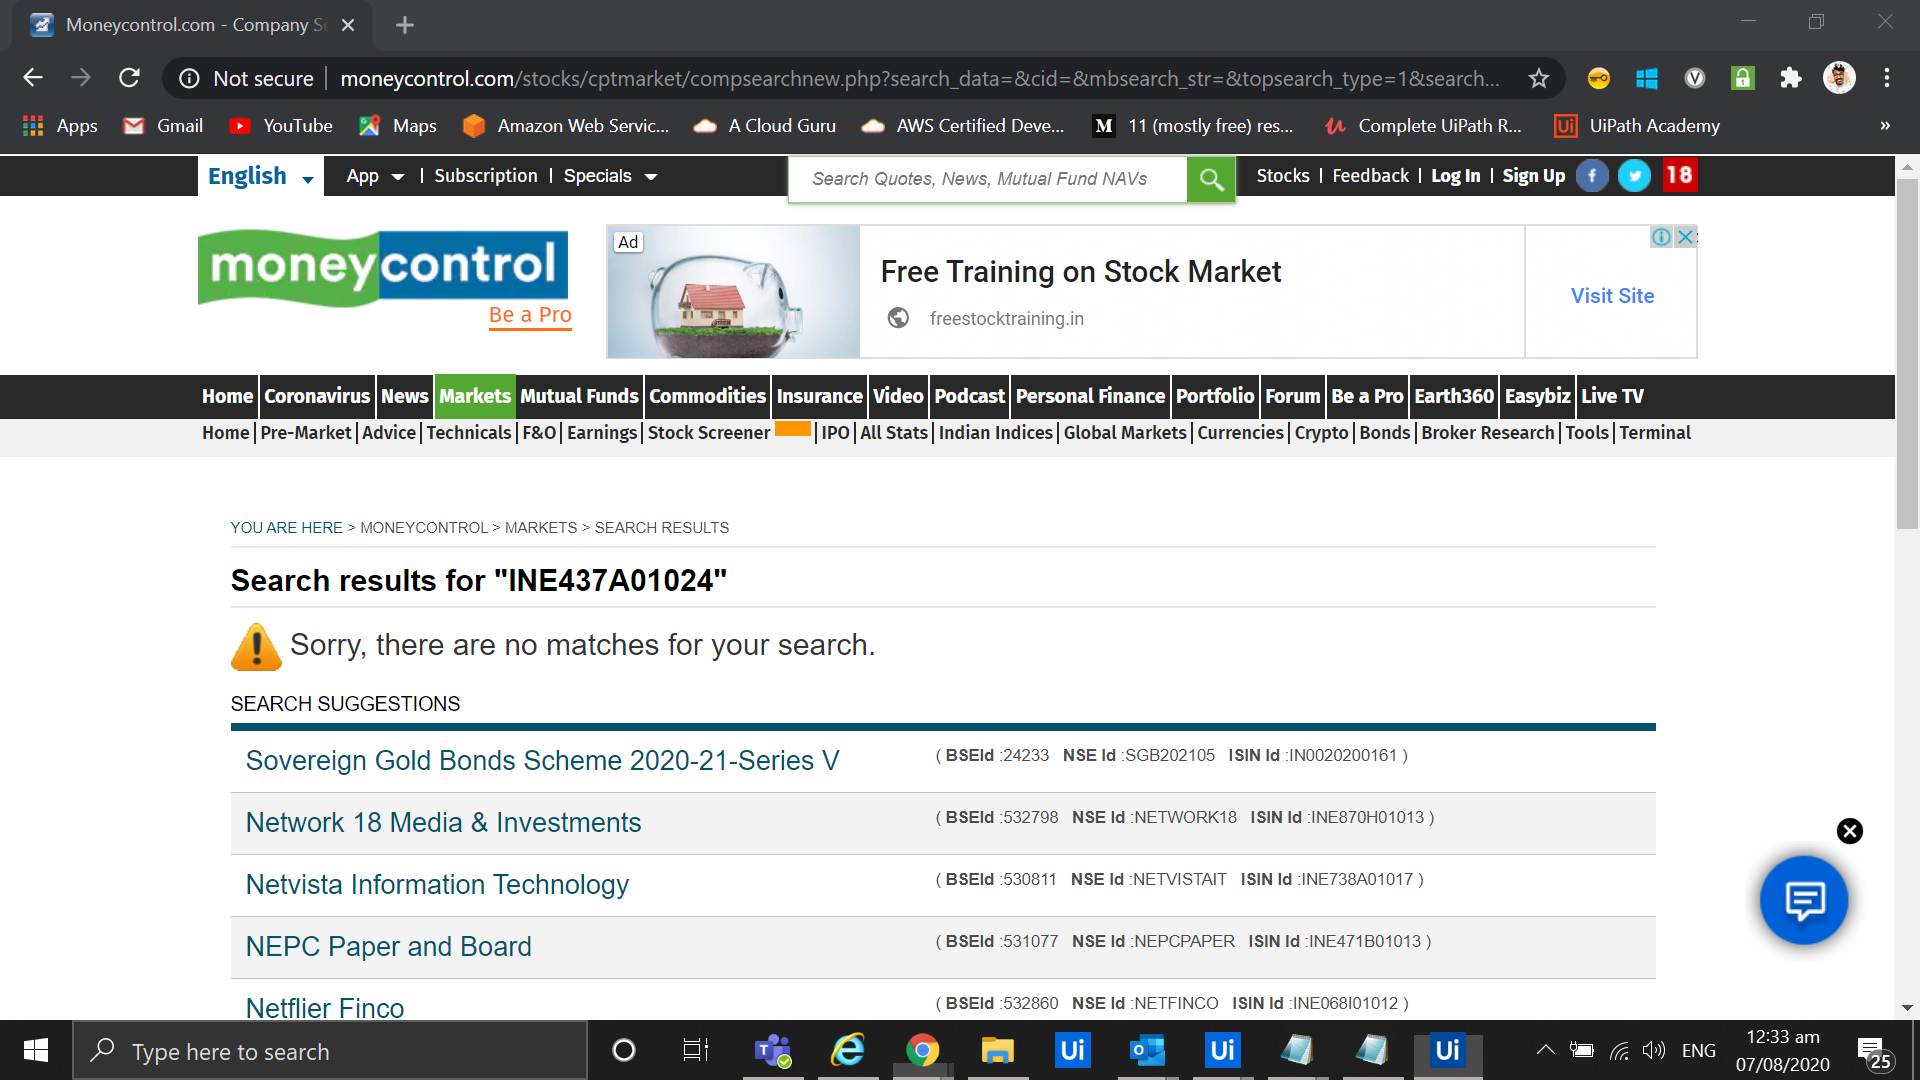 Moneycontrol.com - Company Se
Not secure | moneycontrol.com/stocks/cptmarket/compsearchnew.php?search_data=&cid=&mbsearch_str=&topsearch_type=1&search...
Apps Gmail YouTube Maps Amazon Web Servic... A Cloud Guru AWS Certified Deve... M 11 (mostly free) res... Complete UiPath R... Ui UiPath Academy »
English App | Subscription | Specials Search Quotes, News, Mutual Fund NAVs Stocks | Feedback | Log In | Sign Up f 18
Ad
moneycontrol
Be a Pro
Free Training on Stock Market
freestocktraining.in
Visit Site
Home Coronavirus News Markets Mutual Funds Commodities Insurance Video Podcast Personal Finance Portfolio Forum Be a Pro Earth360 Easybiz Live TV
Home | Pre-Market | Advice | Technicals | F&O | Earnings | Stock Screener | IPO | All Stats | Indian Indices | Global Markets | Currencies | Crypto | Bonds | Broker Research | Tools | Terminal
YOU ARE HERE > MONEYCONTROL > MARKETS > SEARCH RESULTS
Search results for "INE437A01024"
Sorry, there are no matches for your search.
SEARCH SUGGESTIONS
Sovereign Gold Bonds Scheme 2020-21-Series V ( BSEId :24233 NSE Id :SGB202105 ISIN Id :IN0020200161 )
Network 18 Media & Investments ( BSEId :532798 NSE Id :NETWORK18 ISIN Id :INE870H01013 )
Netvista Information Technology ( BSEId :530811 NSE Id :NETVISTAIT ISIN Id :INE738A01017 )
NEPC Paper and Board ( BSEId :531077 NSE Id :NEPCPAPER ISIN Id :INE471B01013 )
Netflier Finco ( BSEId :532860 NSE Id :NETFINCO ISIN Id :INE068I01012 )
Type here to search
Ui Ui Ui
ENG
12:33 am
07/08/2020
25